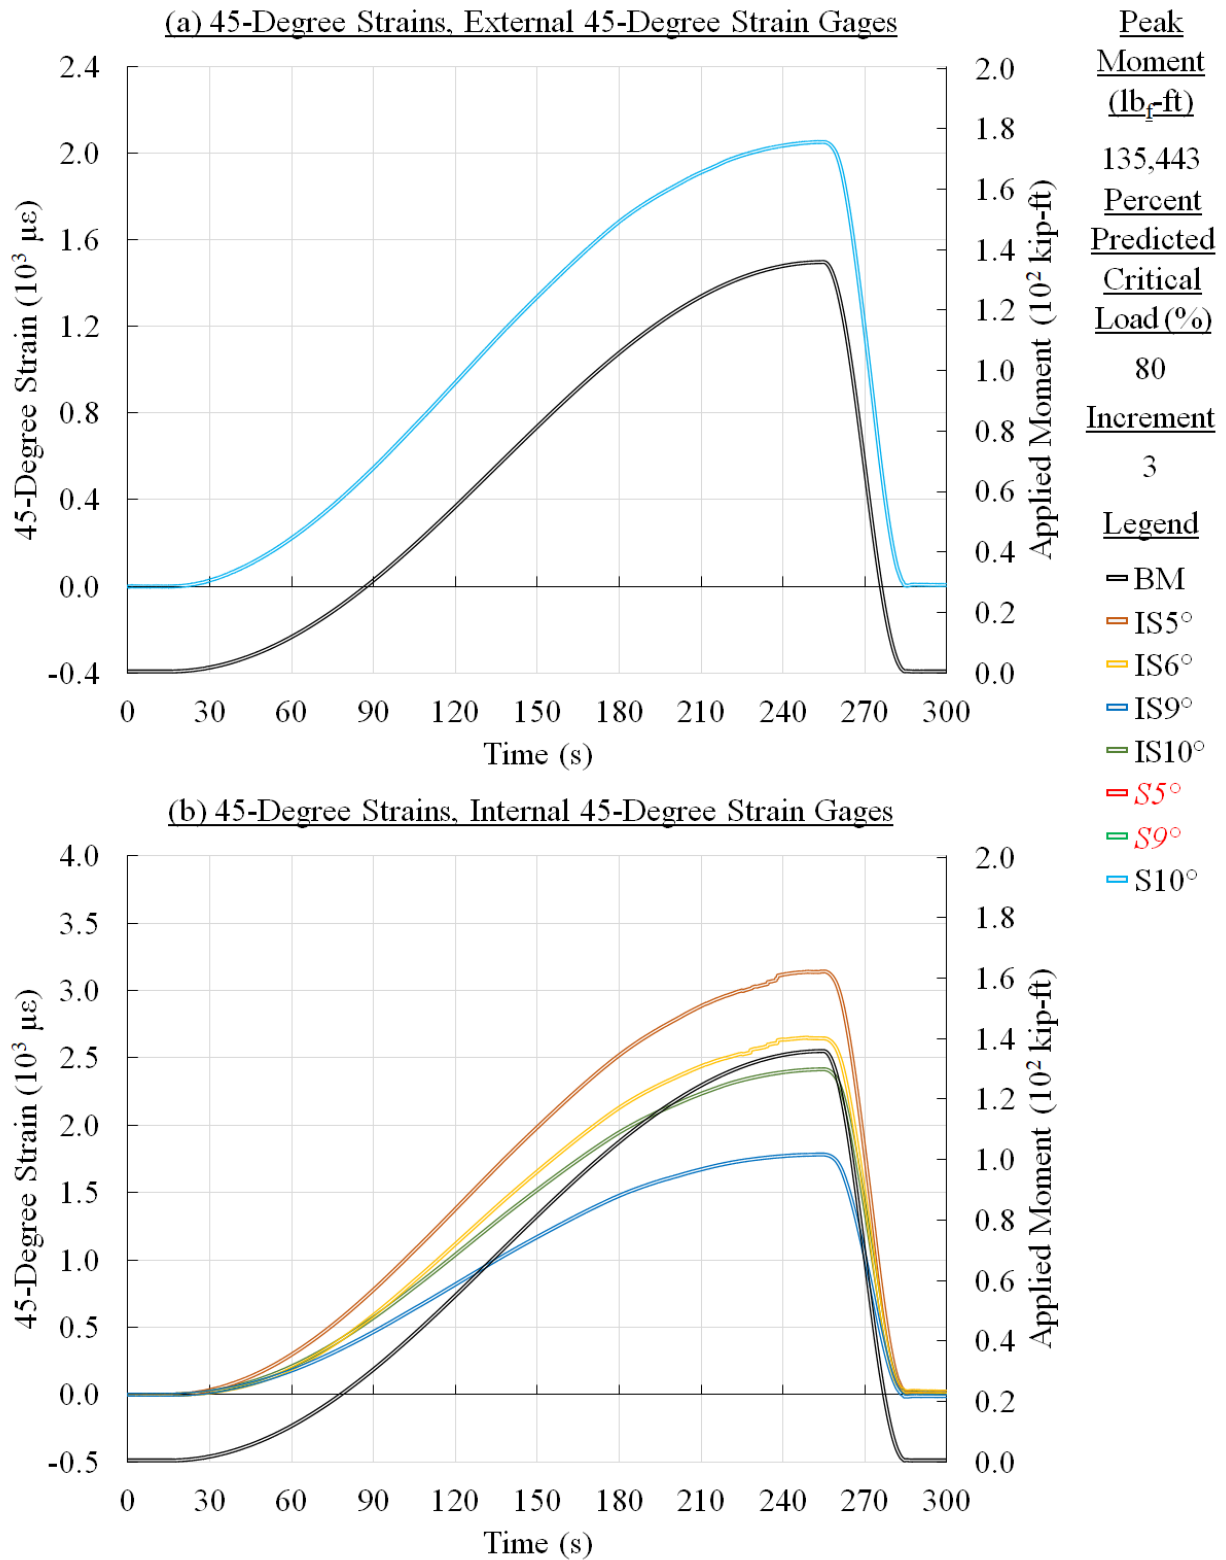 (a) 45-Degree Strains, External 45-Degree Strain Gages
2.4
2.0
1.6
1.2
0.8
0.4
0.0
-0.4
45-Degree Strain (10³ µε)
2.0
1.8
1.6
1.4
1.2
1.0
0.8
0.6
0.4
0.2
0.0
Applied Moment (10² kip-ft)
0 30 60 90 120 150 180 210 240 270 300
Time (s)
(b) 45-Degree Strains, Internal 45-Degree Strain Gages
4.0
3.5
3.0
2.5
2.0
1.5
1.0
0.5
0.0
-0.5
45-Degree Strain (10³ µε)
2.0
1.8
1.6
1.4
1.2
1.0
0.8
0.6
0.4
0.2
0.0
Applied Moment (10² kip-ft)
0 30 60 90 120 150 180 210 240 270 300
Time (s)
Peak
Moment
(lbf-ft)
135,443
Percent
Predicted
Critical
Load (%)
80
Increment
3
Legend
BM
IS5°
IS6°
IS9°
IS10°
S5°
S9°
S10°